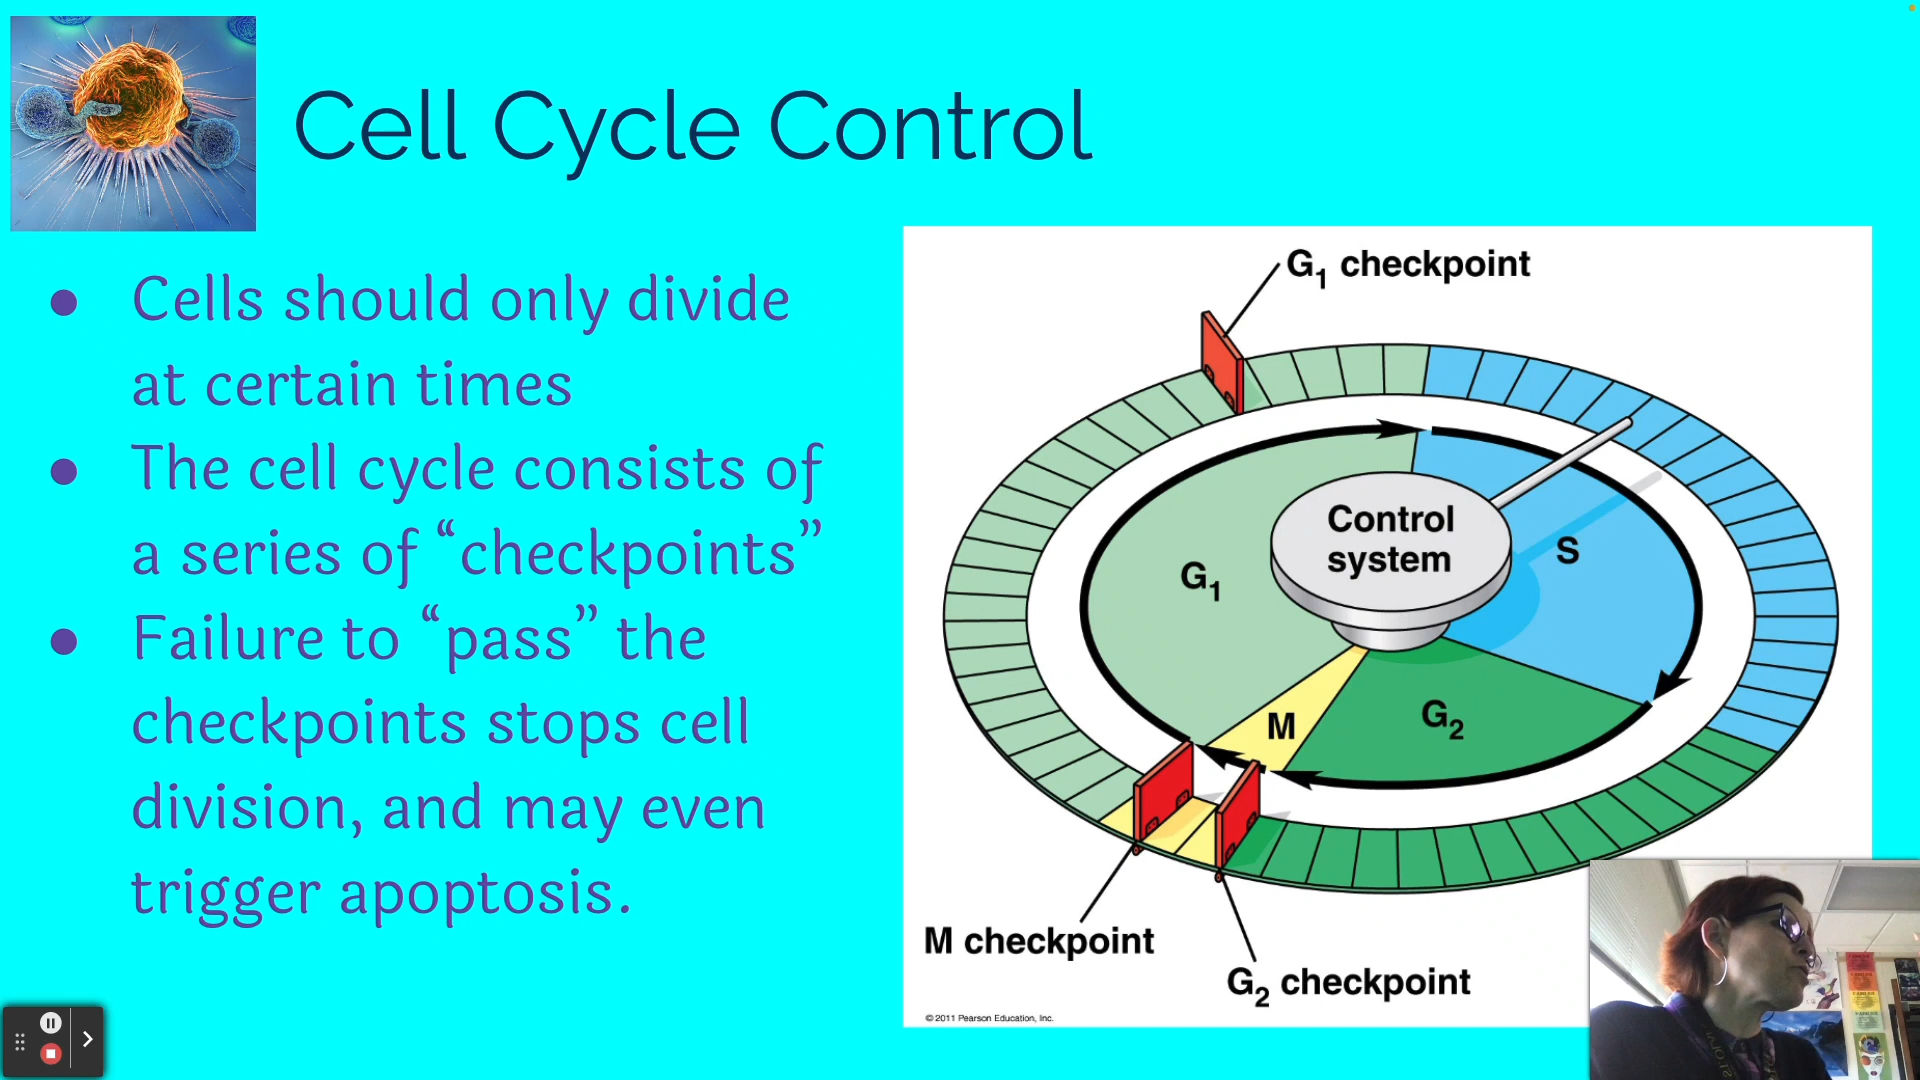 Cell Cycle Control
● Cells should only divide
at certain times
● The cell cycle consists of
a series of “checkpoints”
● Failure to “pass” the
checkpoints stops cell
division, and may even
trigger apoptosis.
G₁ checkpoint
Control
system
S
G₁
M
G₂
M checkpoint
G₂ checkpoint
© 2011 Pearson Education, Inc.